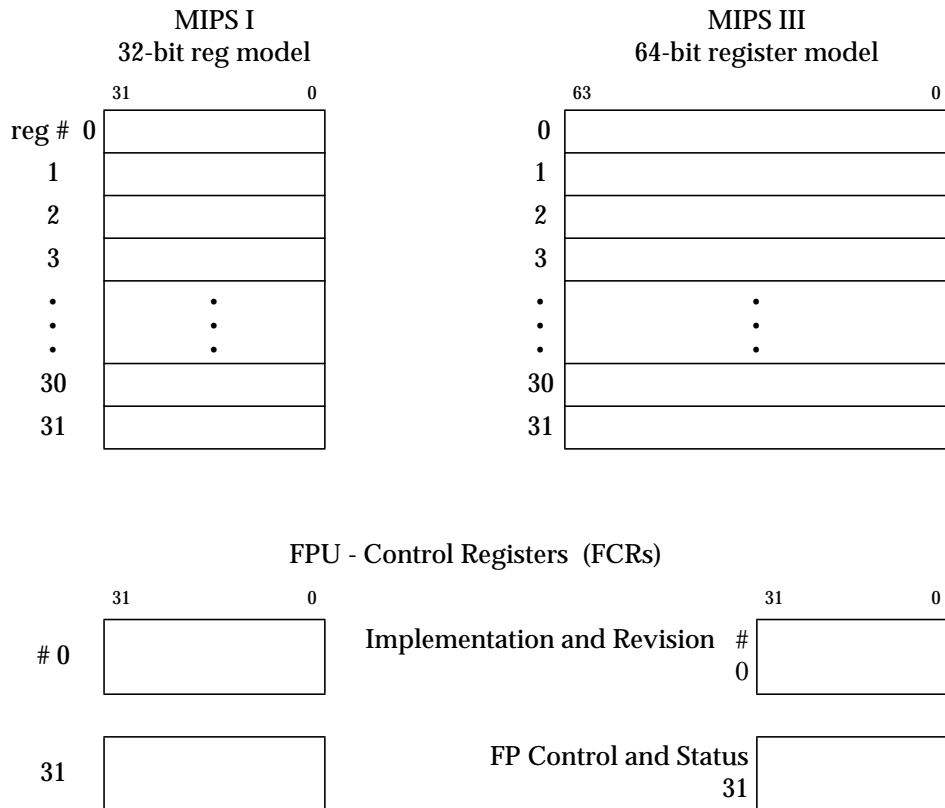 MIPS I
32-bit reg model
MIPS III
64-bit register model
31 0
63 0
reg # 0
0
1
1
2
2
3
3
30
30
31
31
FPU - Control Registers (FCRs)
31 0
31 0
# 0
Implementation and Revision #
0
31
FP Control and Status
31